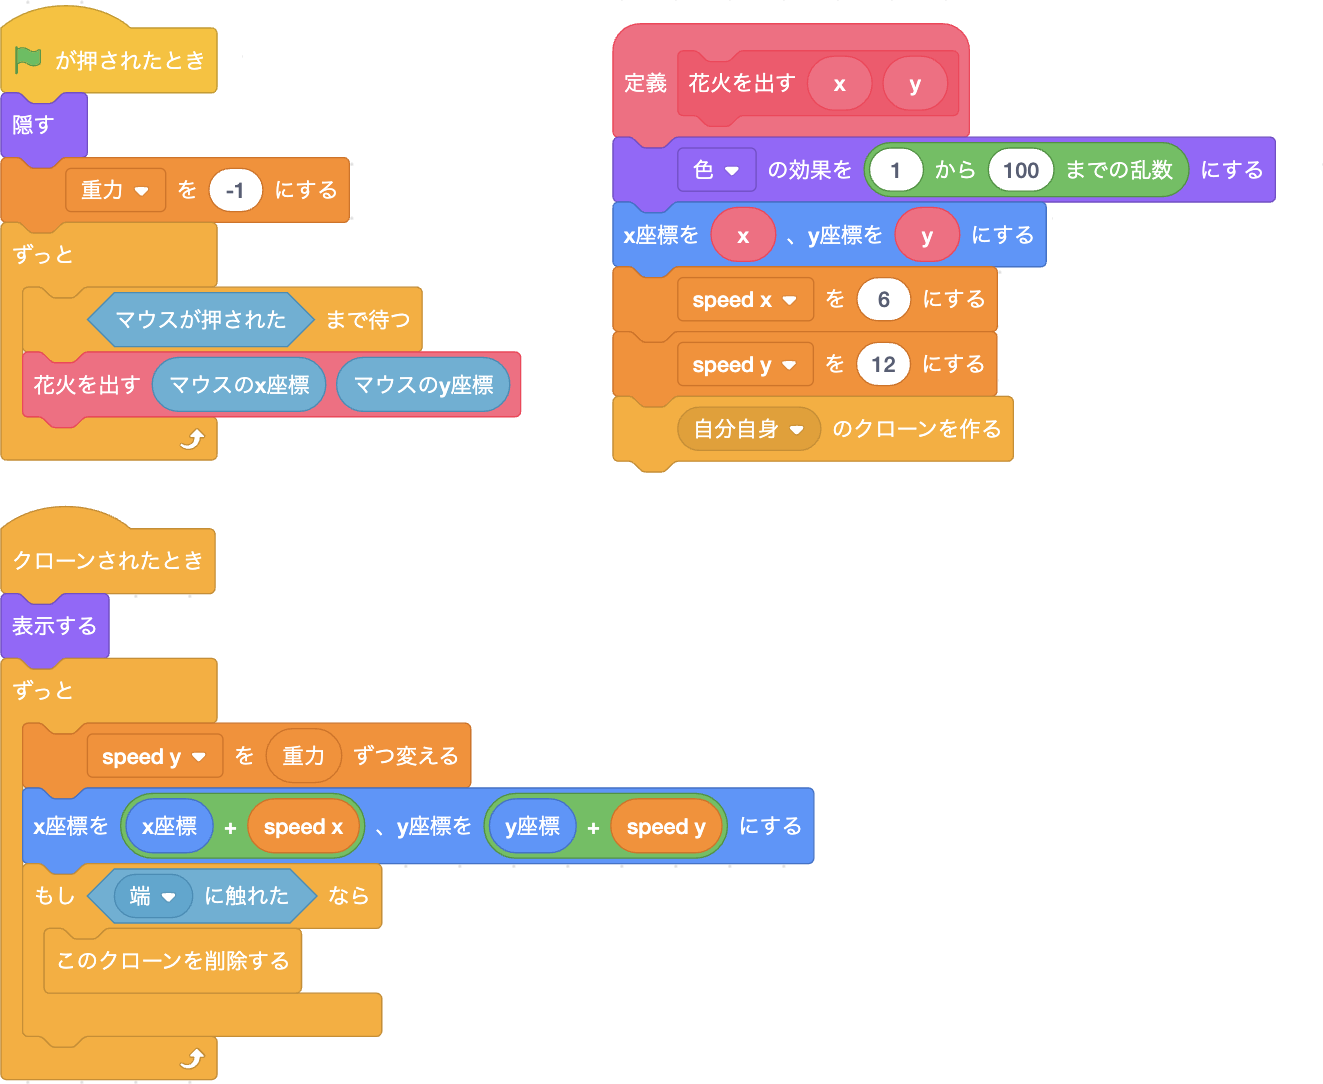 が押されたとき
隠す
重力 を -1 にする
ずっと
マウスが押された まで待つ
花火を出す マウスのx座標 マウスのy座標
定義 花火を出す x y
色 の効果を 1 から 100 までの乱数 にする
x座標を x 、y座標を y にする
speed x を 6 にする
speed y を 12 にする
自分自身 のクローンを作る
クローンされたとき
表示する
ずっと
speed y を 重力 ずつ変える
x座標を x座標 + speed x 、y座標を y座標 + speed y にする
もし 端 に触れた なら
このクローンを削除する